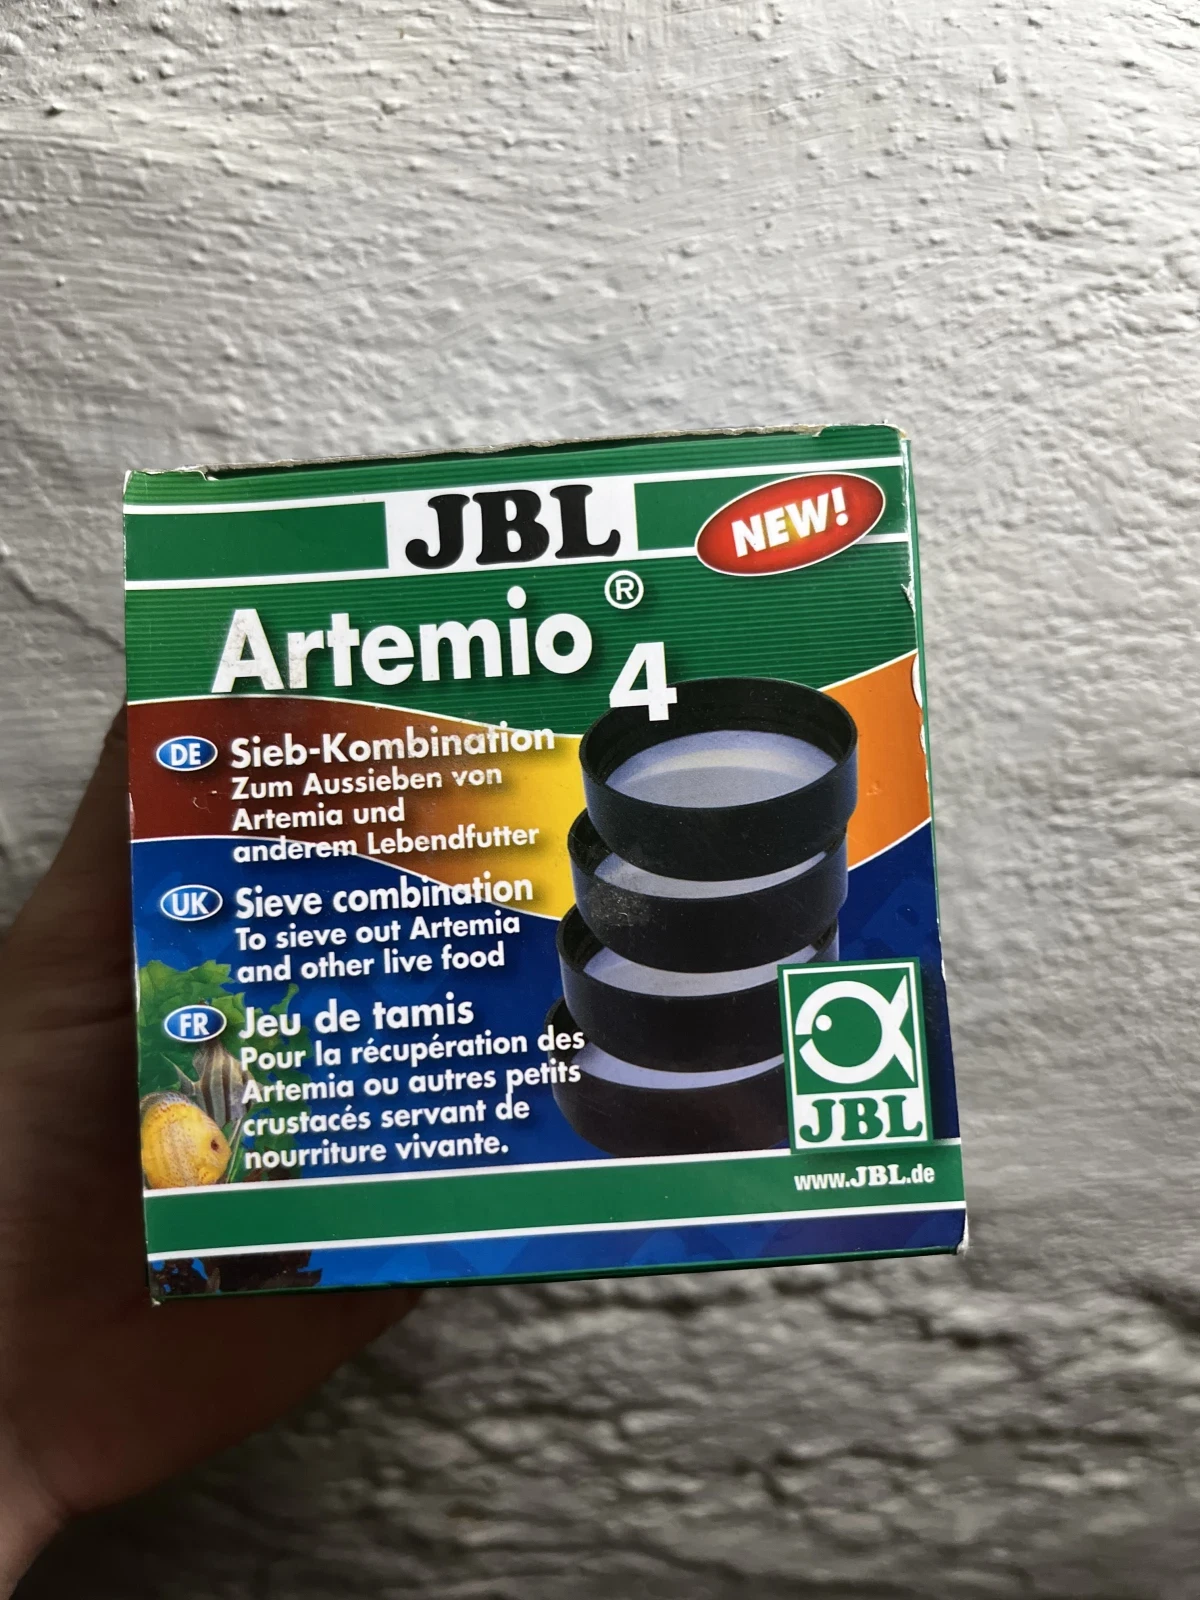 JBL
NEW!
Artemio®
4
DE Sieb-Kombination
Zum Aussieben von
Artemia und
anderem Lebendfutter
UK Sieve combination
To sieve out Artemia
and other live food
FR Jeu de tamis
Pour la récupération des
Artemia ou autres petits
crustacés servant de
nourriture vivante.
JBL
www.JBL.de